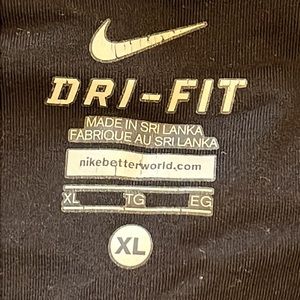 DRI-FIT
MADE IN SRI LANKA
FABRIQUE AU SRI LANKA
nikebetterworld.com
XL TG EG
XL